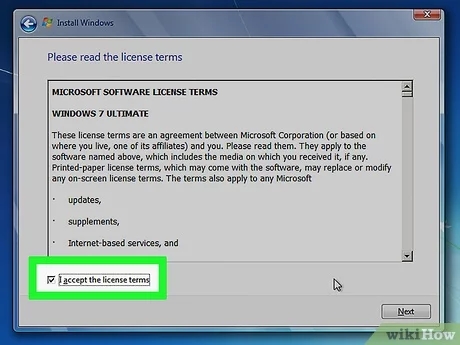 Install Windows
Please read the license terms
MICROSOFT SOFTWARE LICENSE TERMS
WINDOWS 7 ULTIMATE
These license terms are an agreement between Microsoft Corporation (or based on
where you live, one of its affiliates) and you. Please read them. They apply to the
software named above, which includes the media on which you received it, if any.
Printed-paper license terms, which may come with the software, may replace or modify
any on-screen license terms. The terms also apply to any Microsoft
· updates,
· supplements,
· Internet-based services, and
I accept the license terms
Next
wikiHow